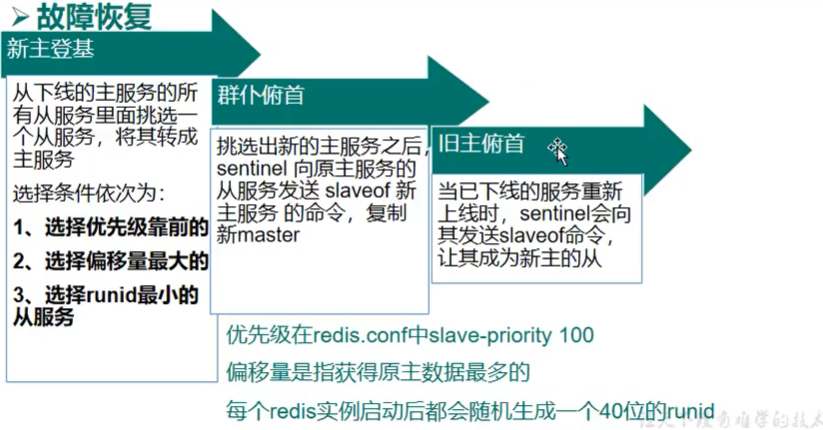 ➢ 故障恢复
新主登基
从下线的主服务的所
有从服务里面挑选一
个从服务，将其转成
主服务
选择条件依次为：
1、选择优先级靠前的
2、选择偏移量最大的
3、选择runid最小的
从服务
群仆俯首
挑选出新的主服务之后，
sentinel 向原主服务的
从服务发送 slaveof 新
主服务 的命令，复制
新master
旧主俯首
当已下线的服务重新
上线时，sentinel会向
其发送slaveof命令，
让其成为新主的从
优先级在redis.conf中slave-priority 100
偏移量是指获得原主数据最多的
每个redis实例启动后都会随机生成一个40位的runid